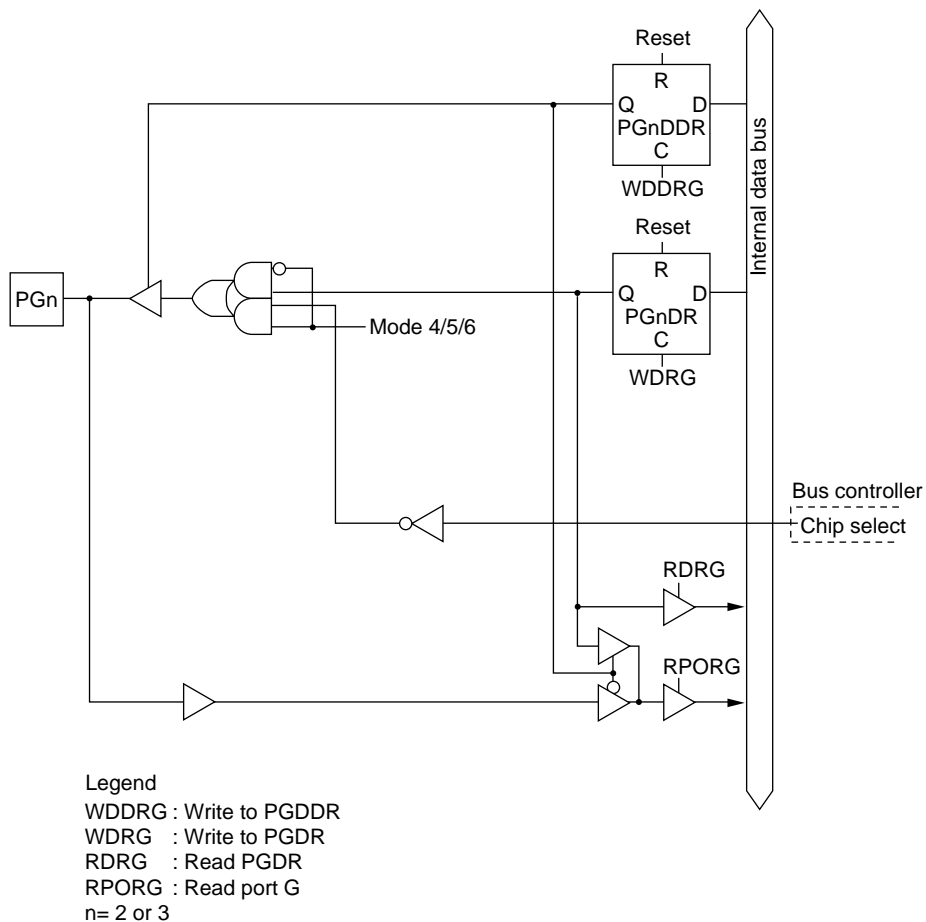 Reset
R
Q D
PGnDDR
C
WDDRG
Internal data bus
Reset
R
Q D
PGnDR
C
WDRG
PGn
Mode 4/5/6
Bus controller
Chip select
RDRG
RPORG
Legend
WDDRG : Write to PGDDR
WDRG : Write to PGDR
RDRG : Read PGDR
RPORG : Read port G
n= 2 or 3